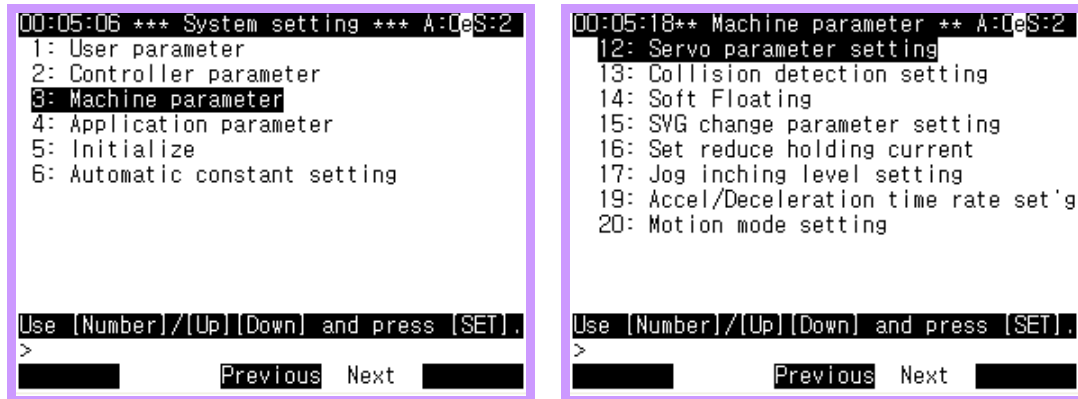 00:05:06 *** System setting *** A:0eS:2
1: User parameter
2: Controller parameter
3: Machine parameter
4: Application parameter
5: Initialize
6: Automatic constant setting
Use [Number]/[Up][Down] and press [SET].
>
Previous Next
00:05:18** Machine parameter ** A:0eS:2
12: Servo parameter setting
13: Collision detection setting
14: Soft Floating
15: SVG change parameter setting
16: Set reduce holding current
17: Jog inching level setting
19: Accel/Deceleration time rate set'g
20: Motion mode setting
Use [Number]/[Up][Down] and press [SET].
>
Previous Next